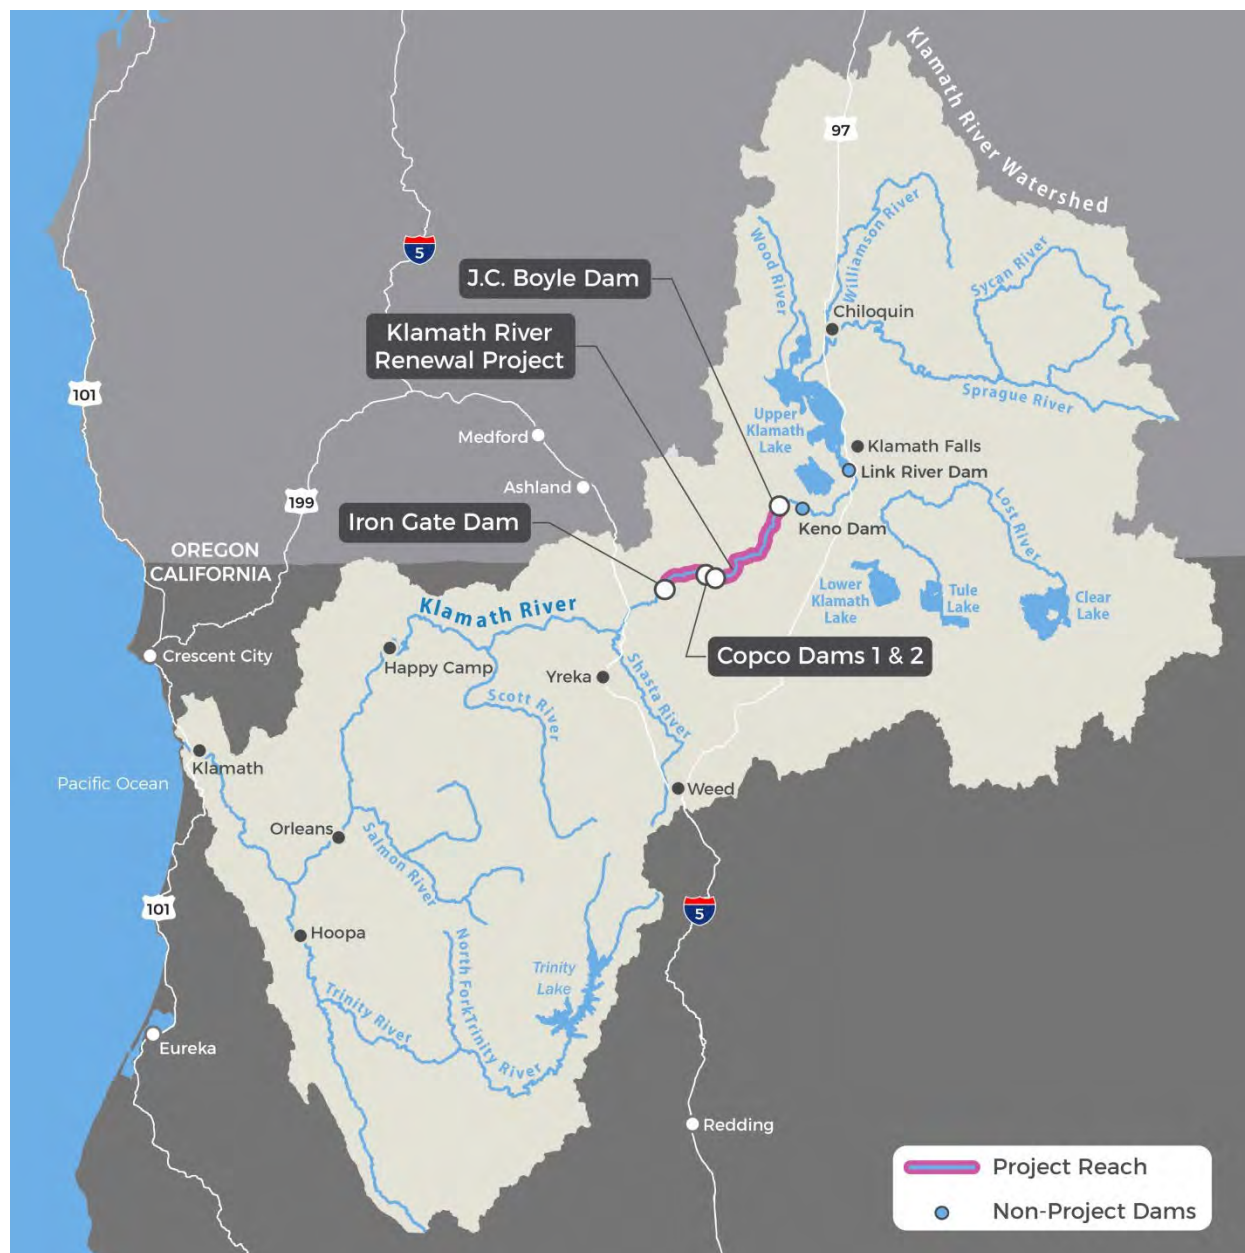 Klamath River Watershed
97
5
Wood River
Williamson River
Sycan River
J.C. Boyle Dam
Chiloquin
Klamath River
Renewal Project
101
Sprague River
Upper
Klamath
Lake
Medford
Klamath Falls
Link River Dam
Ashland
199
Iron Gate Dam
Lost River
Keno Dam
OREGON
CALIFORNIA
Lower
Klamath
Lake
Tule
Lake
Clear
Lake
Klamath River
Crescent City
Happy Camp
Copco Dams 1 & 2
Yreka
Shasta River
Scott River
Klamath
Pacific Ocean
Weed
Orleans
Salmon River
101
5
Hoopa
North Fork Trinity River
Trinity
Lake
Trinity River
Eureka
Redding
Project Reach
Non-Project Dams